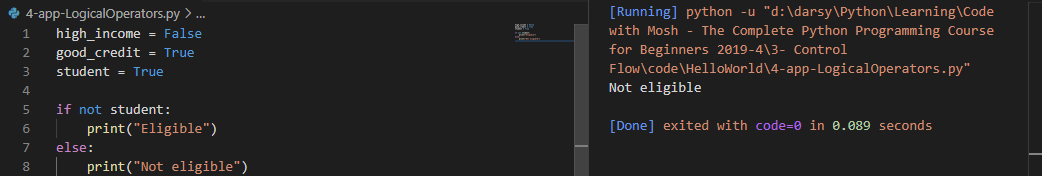 4-app-LogicalOperators.py > ...
1 high_income = False
2 good_credit = True
3 student = True
4
5 if not student:
6     print("Eligible")
7 else:
8     print("Not eligible")
[Running] python -u "d:\darsy\Python\Learning\Code
with Mosh - The Complete Python Programming Course
for Beginners 2019-4\3- Control
Flow\code\HelloWorld\4-app-LogicalOperators.py"
Not eligible
[Done] exited with code=0 in 0.089 seconds